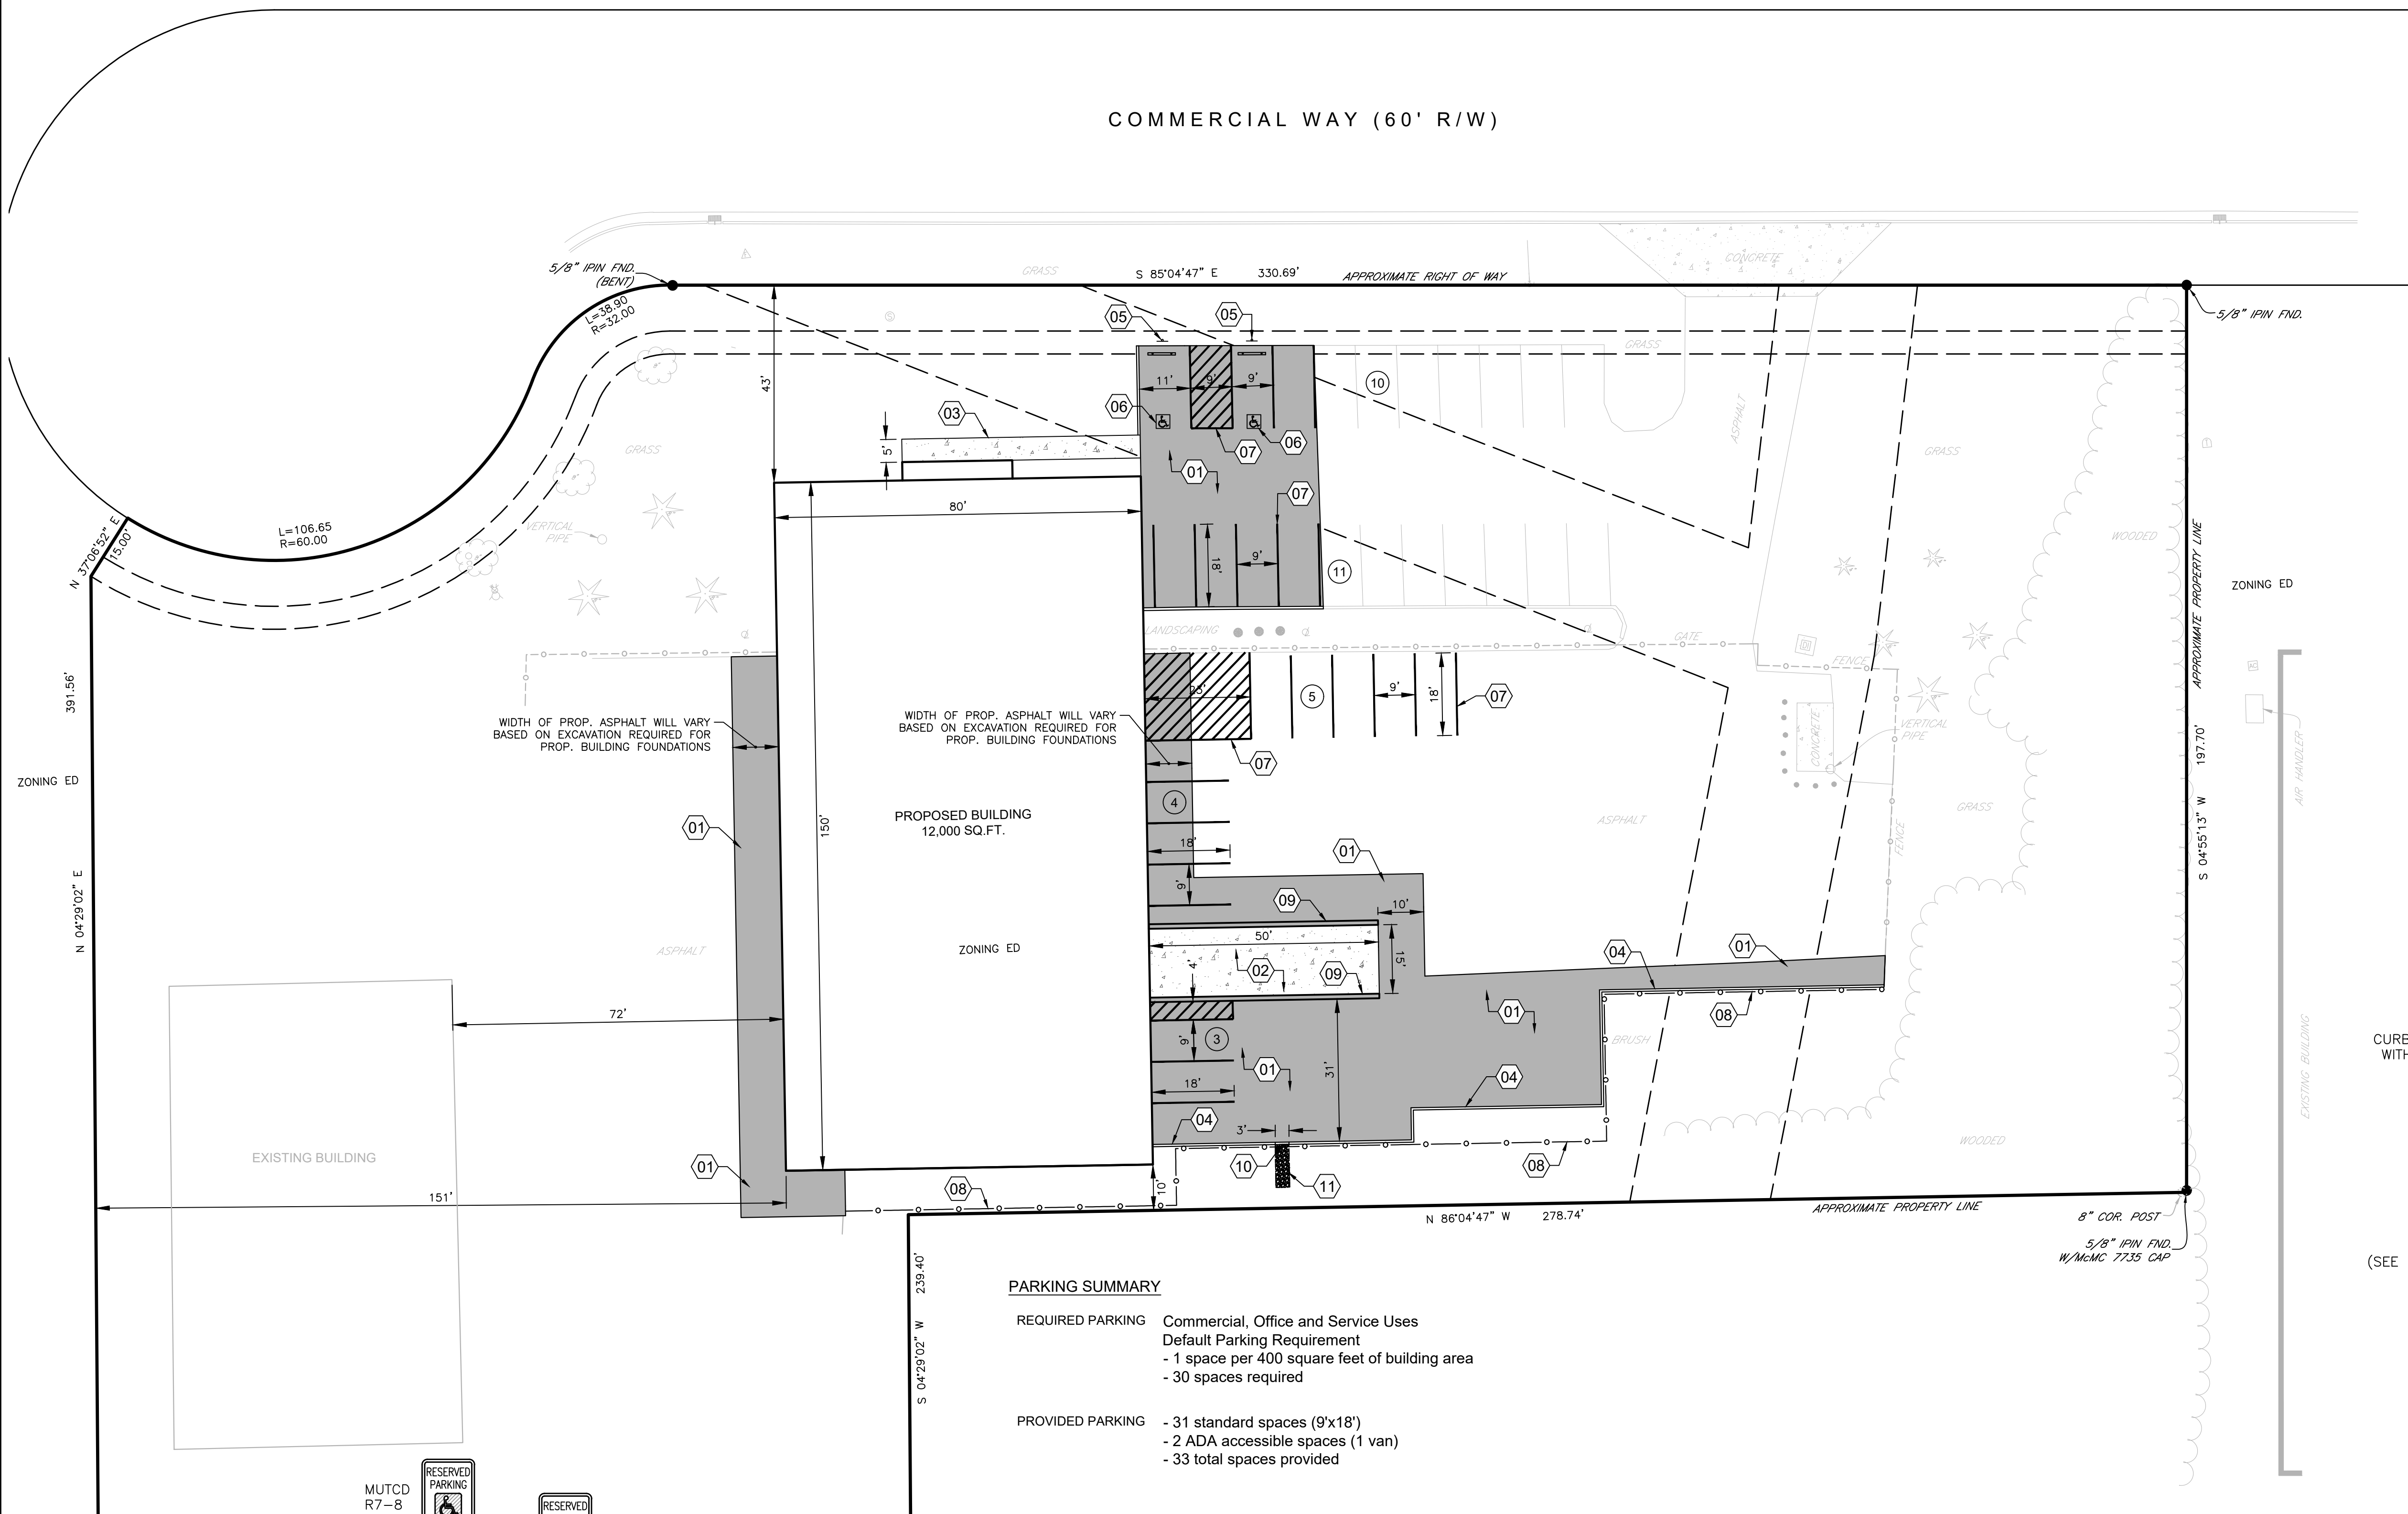 COMMERCIAL WAY (60' R/W)
5/8" IPIN FND.
(BENT)
GRASS
S 85°04'47" E 330.69' APPROXIMATE RIGHT OF WAY
CONCRETE
5/8" IPIN FND.
L=38.90
R=32.00
05
05
GRASS
43'
11'
9'
9'
10
06
06
03
5'
07
01
07
ASPHALT
GRASS
GRASS
80'
VERTICAL
PIPE
L=106.65
R=60.00
N 37°06'52" E
15.00'
18'
9'
11
WOODED
APPROXIMATE PROPERTY LINE
ZONING ED
LANDSCAPING
GATE
FENCE
391.56'
23'
5
9'
18'
07
WIDTH OF PROP. ASPHALT WILL VARY
BASED ON EXCAVATION REQUIRED FOR
PROP. BUILDING FOUNDATIONS
WIDTH OF PROP. ASPHALT WILL VARY
BASED ON EXCAVATION REQUIRED FOR
PROP. BUILDING FOUNDATIONS
CONCRETE
VERTICAL
PIPE
AIR HANDLER
AC
07
ZONING ED
197.70'
4
PROPOSED BUILDING
12,000 SQ.FT.
150'
01
ASPHALT
GRASS
FENCE
S 04°55'13" W
18'
01
9'
N 04°29'02" E
09
10'
ASPHALT
ZONING ED
50'
15'
4'
02
09
04
01
72'
01
08
9'
3
BRUSH
CURB
WITH
EXISTING BUILDING
31'
01
04
18'
04
3'
WOODED
EXISTING BUILDING
01
10
11
08
08
10'
151'
N 86°04'47" W 278.74'
APPROXIMATE PROPERTY LINE
8" COR. POST
5/8" IPIN FND.
W/McMC 7735 CAP
(SEE
S 04°29'02" W 239.40'
PARKING SUMMARY
REQUIRED PARKING Commercial, Office and Service Uses
Default Parking Requirement
- 1 space per 400 square feet of building area
- 30 spaces required
PROVIDED PARKING - 31 standard spaces (9'x18')
- 2 ADA accessible spaces (1 van)
- 33 total spaces provided
MUTCD
R7-8
RESERVED
PARKING
RESERVED